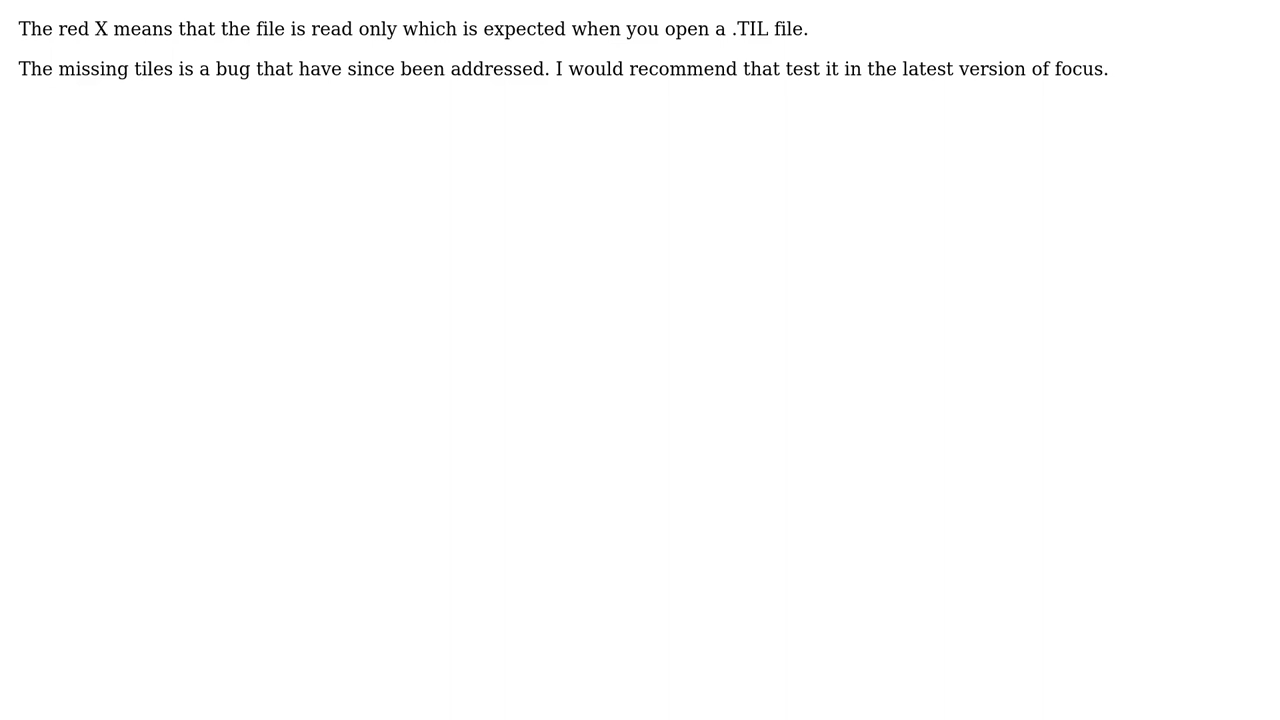 The red X means that the file is read only which is expected when you open a .TIL file.
The missing tiles is a bug that have since been addressed. I would recommend that test it in the latest version of focus.